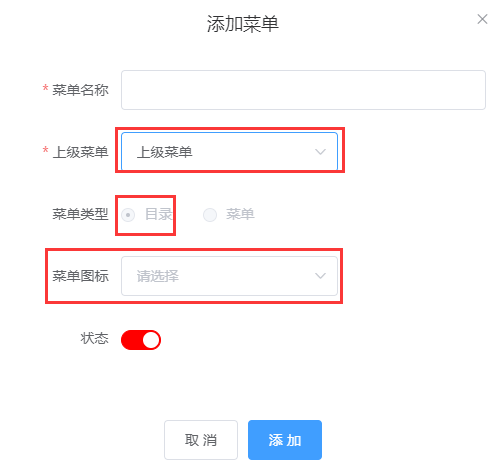 添加菜单
* 菜单名称
* 上级菜单 上级菜单
菜单类型 目录 菜单
菜单图标 请选择
状态
取 消 添 加